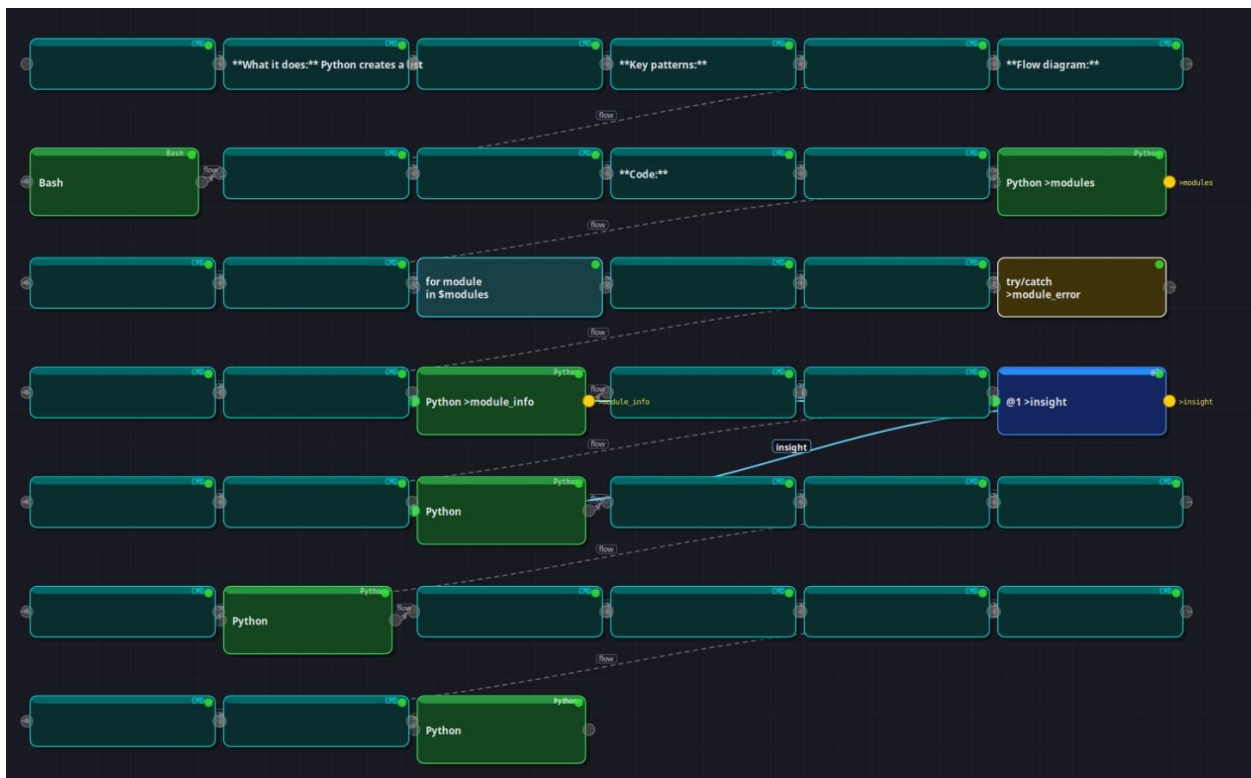 CMD CMD CMD CMD CMD CMD
**What it does:** Python creates a list **Key patterns:** **Flow diagram:**
flow
Bash CMD CMD CMD CMD Python
flow
Bash **Code:** Python >modules >modules
flow
CMD CMD CMD CMD
for module
in $modules
try/catch
>module_error
flow
CMD CMD Python CMD CMD
flow
Python >module_info >module_info @1 >insight >insight
flow
insight
CMD CMD Python CMD CMD CMD
flow
Python
flow
CMD Python CMD CMD CMD CMD
flow
Python
flow
CMD CMD Python
Python